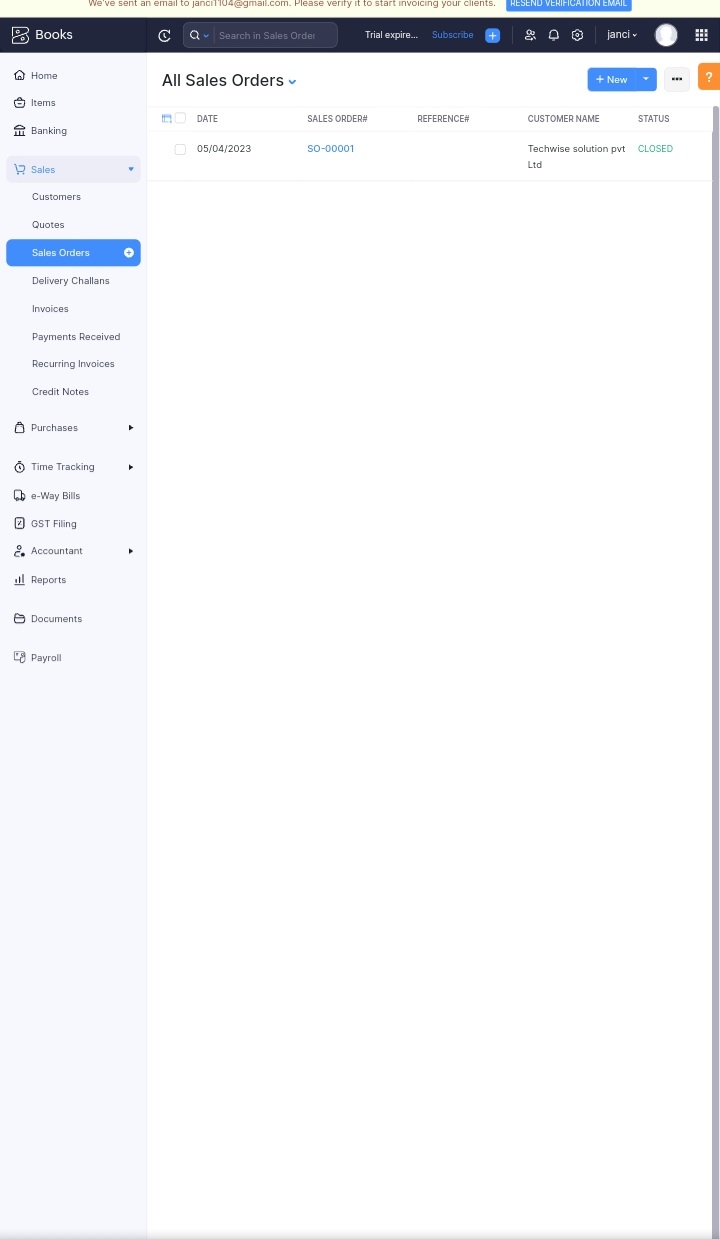 We've sent an email to janci1104@gmail.com. Please verify it to start invoicing your clients. RESEND VERIFICATION EMAIL
Books
Search in Sales Order
Trial expire... Subscribe
janci
Home
Items
Banking
Sales
Customers
Quotes
Sales Orders
Delivery Challans
Invoices
Payments Received
Recurring Invoices
Credit Notes
Purchases
Time Tracking
e-Way Bills
GST Filing
Accountant
Reports
Documents
Payroll
All Sales Orders
+ New
?
DATE SALES ORDER# REFERENCE# CUSTOMER NAME STATUS
05/04/2023 SO-00001 Techwise solution pvt CLOSED
Ltd